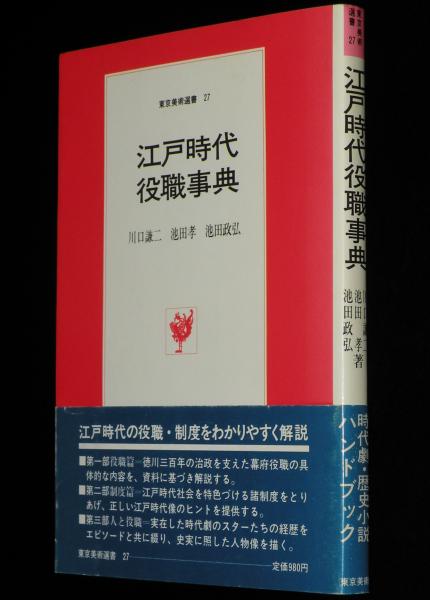 東京美術選書 27
江戸時代
役職事典
川口謙二 池田孝 池田政弘
江戸時代の役職・制度をわかりやすく解説
■第一部役職篇＝徳川三百年の治政を支えた幕府役職の具
体的な内容を、資料に基づき解説する。
■第二部制度篇＝江戸時代社会を特色づける諸制度をとり
あげ、正しい江戸時代像のヒントを提供する。
■第三部人と役職＝実在した時代劇のスターたちの経歴を
エピソードと共に綴り、史実に照した人物像を描く。
東京美術選書 27
定価980円
東京美術
選書 27
江戸時代役職事典
川口謙二
池田孝著
池田政弘
時代劇・歴史小説
ハンドブック
東京美術